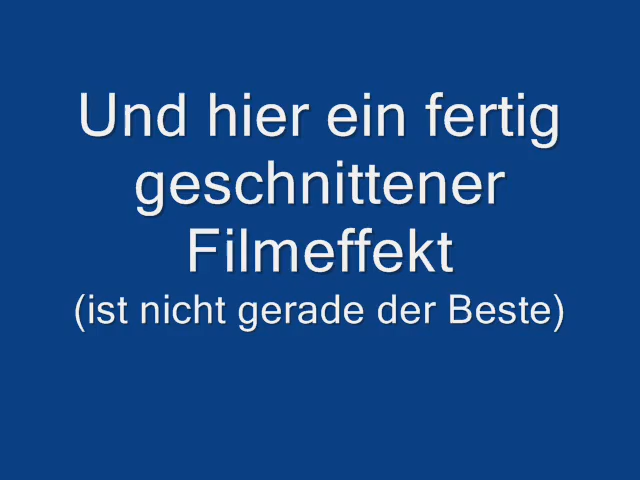 Und hier ein fertig
geschnittener
Filmeffekt
(ist nicht gerade der Beste)